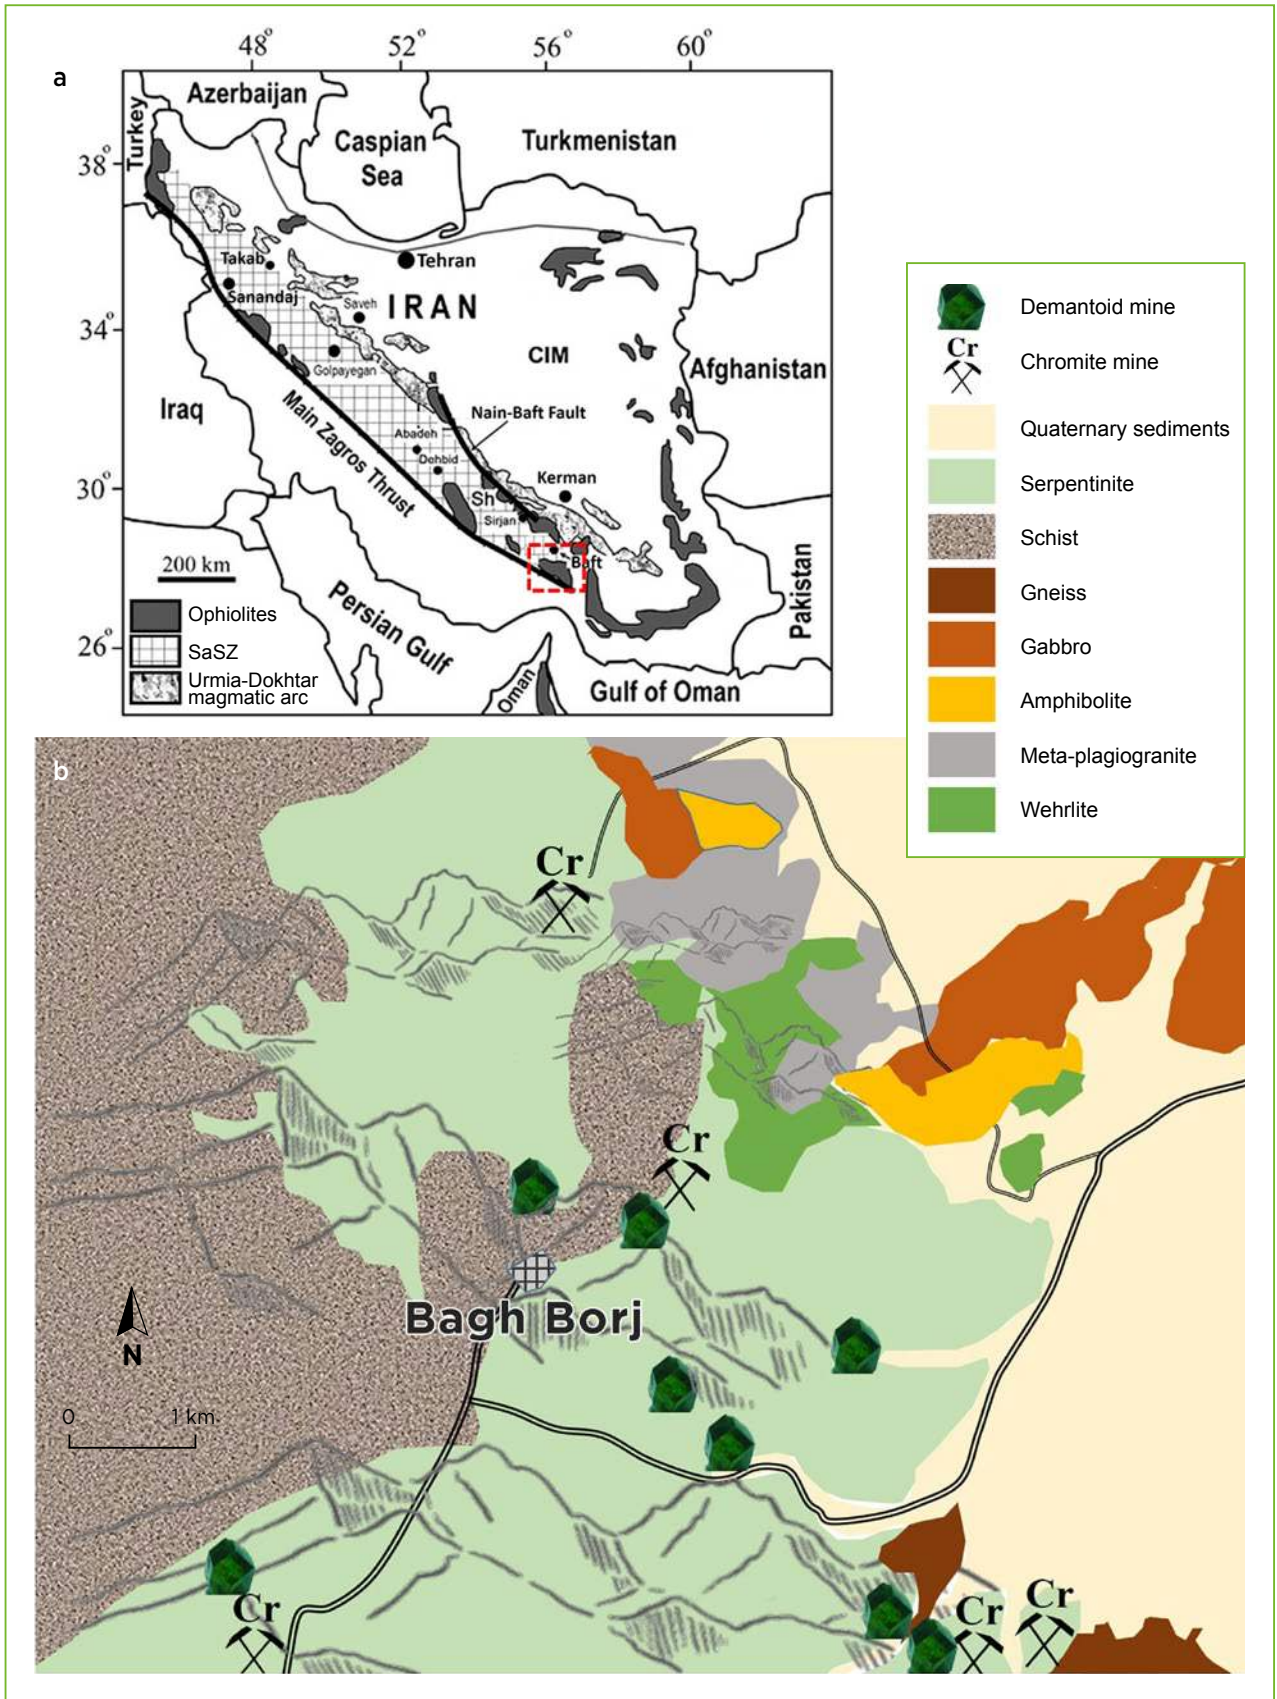 48°
52°
56°
60°
a
Azerbaijan
Turkey
Caspian
Sea
Turkmenistan
38°
Takab
Tehran
Sanandaj
Saveh
IRAN
34°
CIM
Golpayegan
Afghanistan
Iraq
Main Zagros Thrust
Nain-Baft Fault
Abadeh
Dehbid
Kerman
30°
Sh
Sirjan
Baft
200 km
Persian Gulf
Pakistan
Ophiolites
26°
SaSZ
Urmia-Dokhtar
magmatic arc
Oman
Gulf of Oman
Demantoid mine
Cr
Chromite mine
Quaternary sediments
Serpentinite
Schist
Gneiss
Gabbro
Amphibolite
Meta-plagiogranite
Wehrlite
b
Cr
Cr
Bagh Borj
N
0 1 km
Cr
Cr
Cr